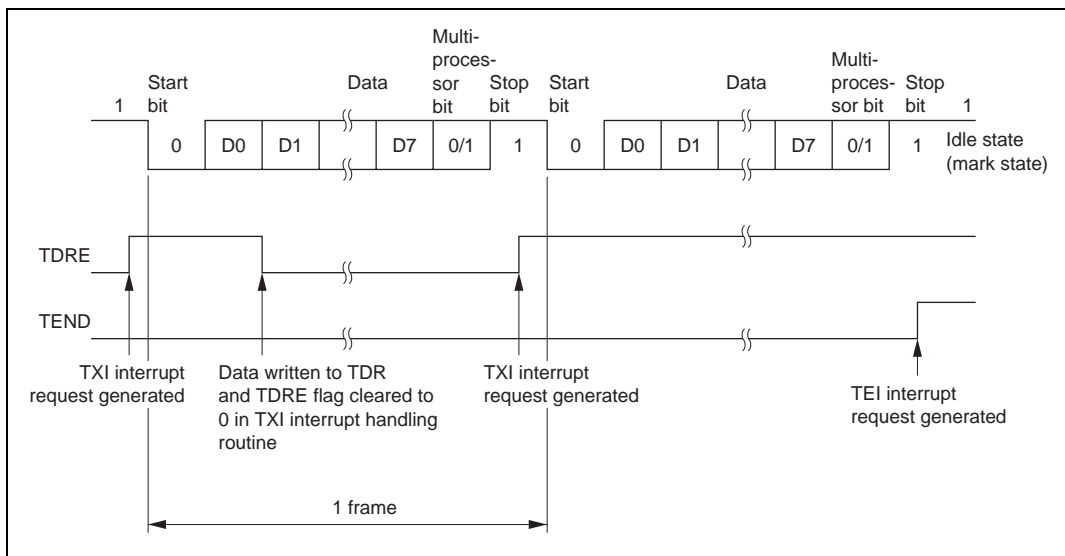 1
Start
bit
Data
Multi-
proces-
sor
bit
Stop
bit
Start
bit
Data
Multi-
proces-
sor bit
Stop
bit
1
0
D0
D1
D7
0/1
1
0
D0
D1
D7
0/1
1
Idle state
(mark state)
TDRE
TEND
TXI interrupt
request generated
Data written to TDR
and TDRE flag cleared to
0 in TXI interrupt handling
routine
TXI interrupt
request generated
TEI interrupt
request generated
1 frame